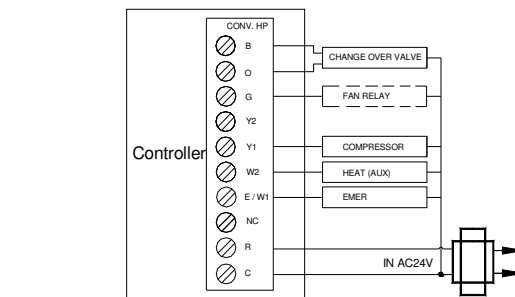 CONV. HP
B
CHANGE OVER VALVE
O
G
FAN RELAY
Y2
Controller
Y1
COMPRESSOR
W2
HEAT (AUX)
E / W1
EMER
NC
R
IN AC24V
C